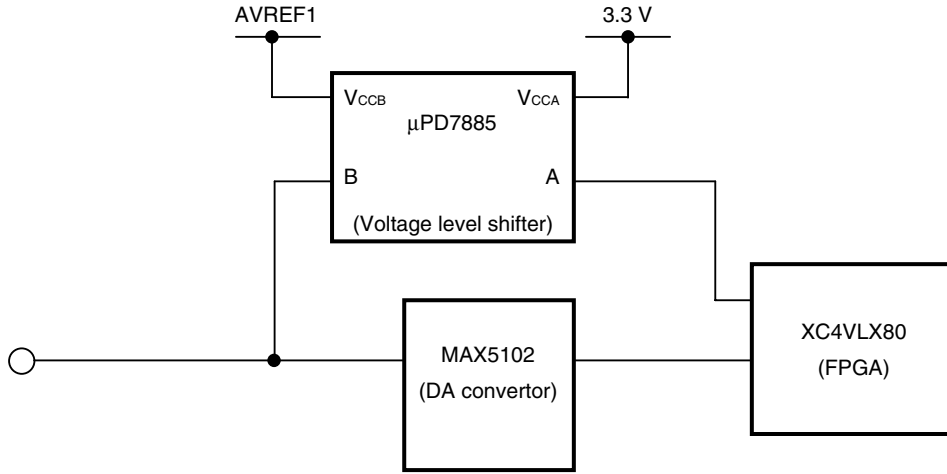 AVREF1
3.3 V
VCCB
VCCA
μPD7885
B
A
(Voltage level shifter)
MAX5102
(DA convertor)
XC4VLX80
(FPGA)